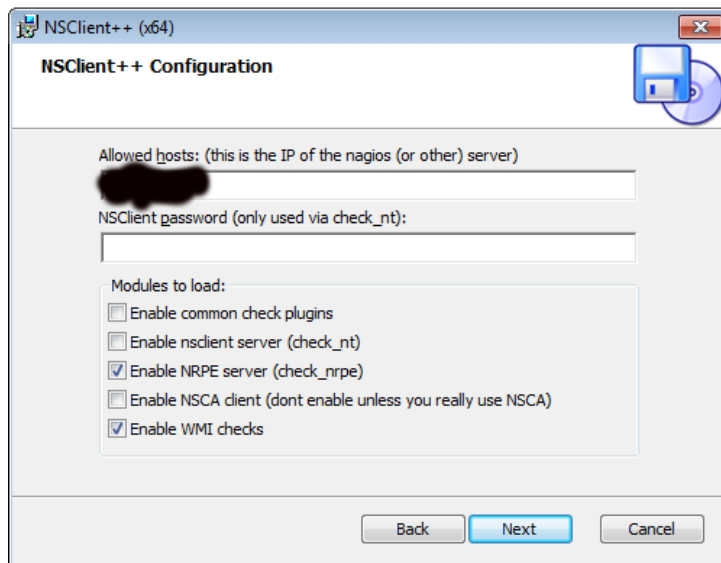 NSClient++ (x64)
NSClient++ Configuration
Allowed hosts: (this is the IP of the nagios (or other) server)
NSClient password (only used via check_nt):
Modules to load:
Enable common check plugins
Enable nsclient server (check_nt)
Enable NRPE server (check_nrpe)
Enable NSCA client (dont enable unless you really use NSCA)
Enable WMI checks
Back Next Cancel